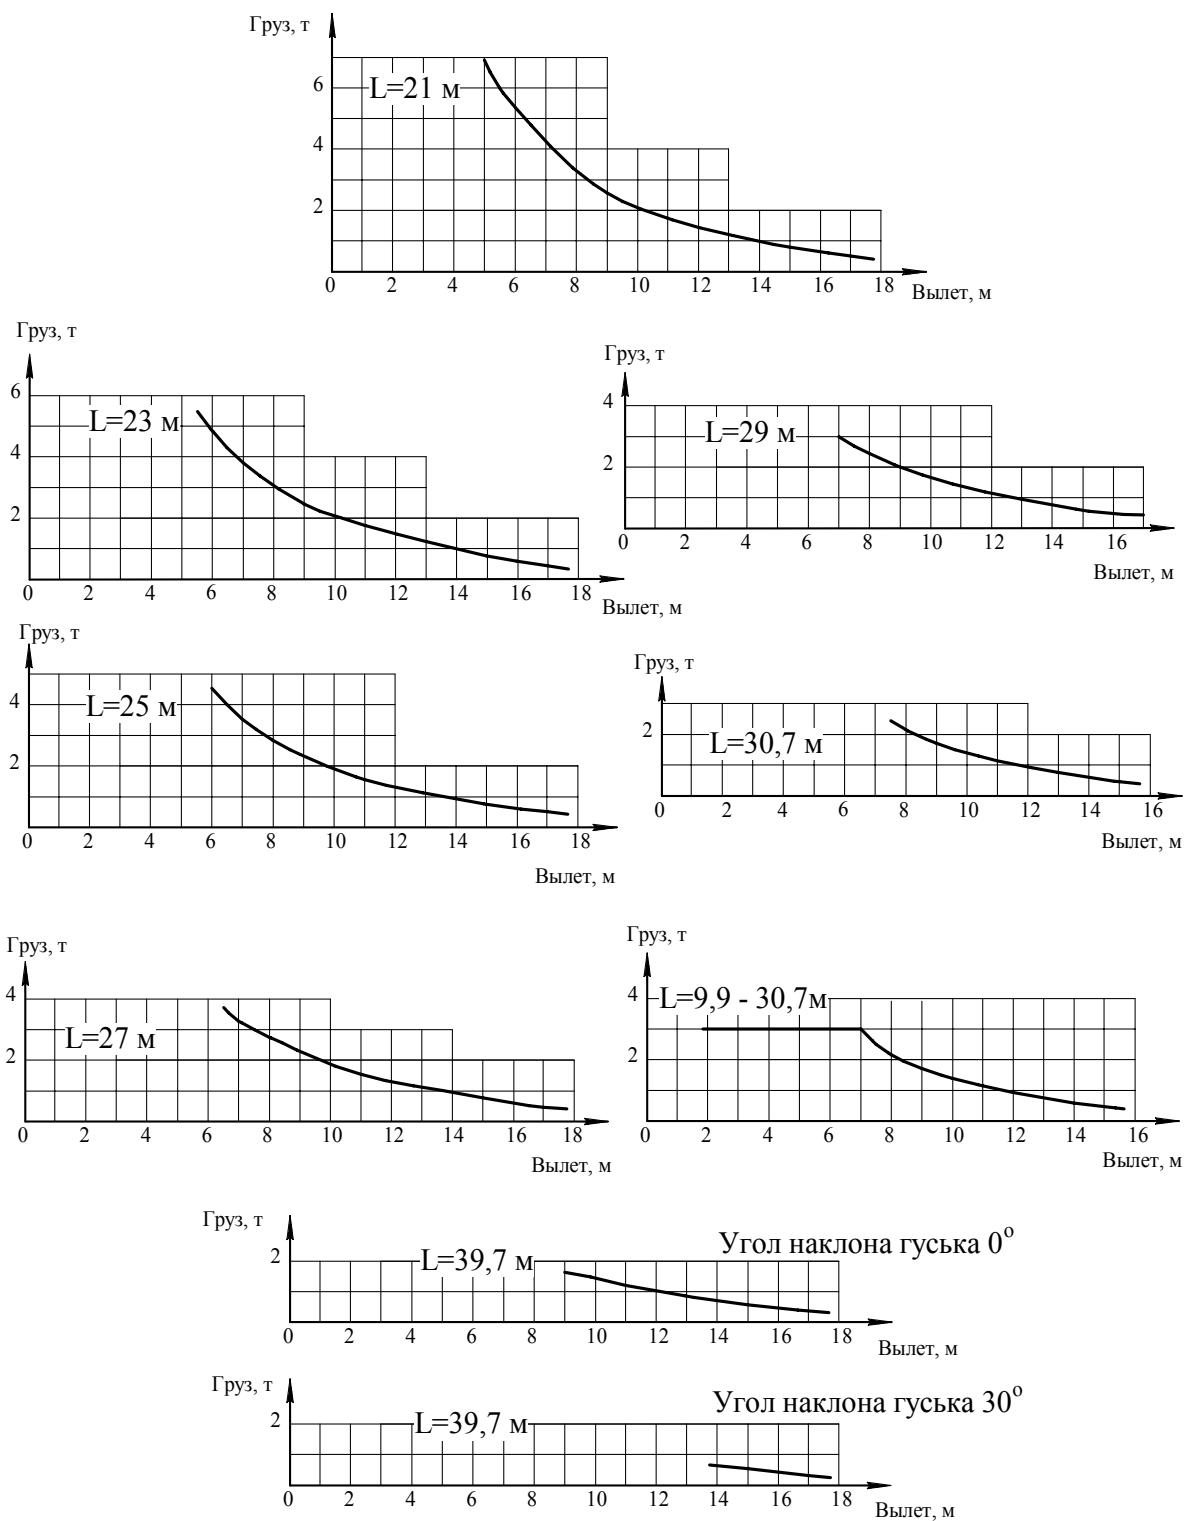 Груз, т
6
L=21 м
4
2
0 2 4 6 8 10 12 14 16 18
Вылет, м
Груз, т
6
L=23 м
4
2
0 2 4 6 8 10 12 14 16 18
Вылет, м
Груз, т
4
L=29 м
2
0 2 4 6 8 10 12 14 16
Вылет, м
Груз, т
4
L=25 м
2
0 2 4 6 8 10 12 14 16 18
Вылет, м
Груз, т
2
L=30,7 м
0 2 4 6 8 10 12 14 16
Вылет, м
Груз, т
4
L=27 м
2
0 2 4 6 8 10 12 14 16 18
Вылет, м
Груз, т
4
L=9,9 - 30,7м
2
0 2 4 6 8 10 12 14 16
Вылет, м
Груз, т
Угол наклона гуська 0°
2
L=39,7 м
0 2 4 6 8 10 12 14 16 18
Вылет, м
Груз, т
Угол наклона гуська 30°
2
L=39,7 м
0 2 4 6 8 10 12 14 16 18
Вылет, м